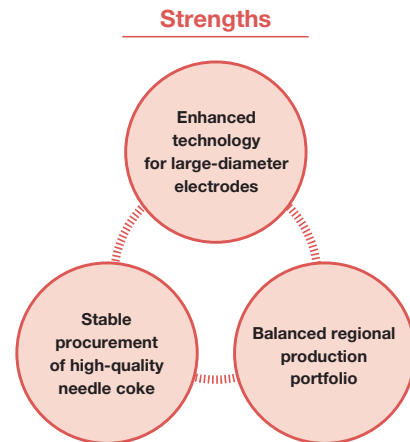 Strengths
Enhanced
technology
for large-diameter
electrodes
Stable
procurement
of high-quality
needle coke
Balanced regional
production
portfolio